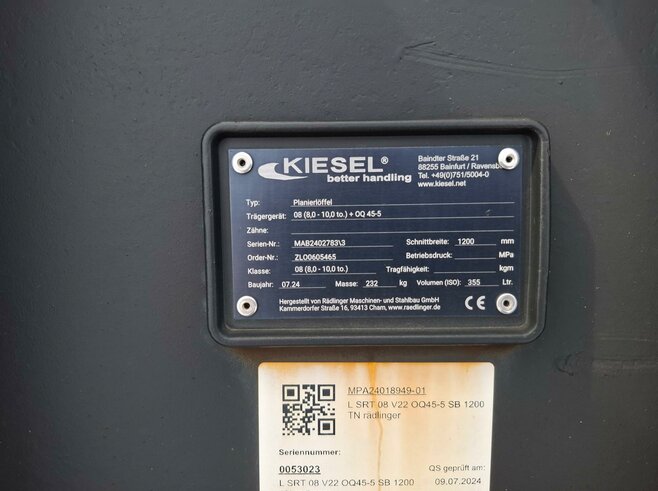 KIESEL®
better handling
Baindter Straße 21
88255 Bainfurt / Ravensb
Tel. +49(0)751/5004-0
www.kiesel.net
Typ: Planierlöffel
Trägergerät: 08 (8,0 - 10,0 to.) + OQ 45-5
Zähne:
Serien-Nr.: MAB2402783\3 Schnittbreite: 1200 mm
Order-Nr.: ZLO0605465 Betriebsdruck: MPa
Klasse: 08 (8,0 - 10,0 to.) Tragfähigkeit: kgm
Baujahr: 07.24 Masse: 232 kg Volumen (ISO): 355 Ltr.
Hergestellt von Rädlinger Maschinen- und Stahlbau GmbH
Kammerdorfer Straße 16, 93413 Cham, www.raedlinger.de
CE
MPA24018949-01
L SRT 08 V22 OQ45-5 SB 1200
TN rädlinger
Seriennummer:
0053023 QS geprüft am:
L SRT 08 V22 OQ45-5 SB 1200 09.07.2024